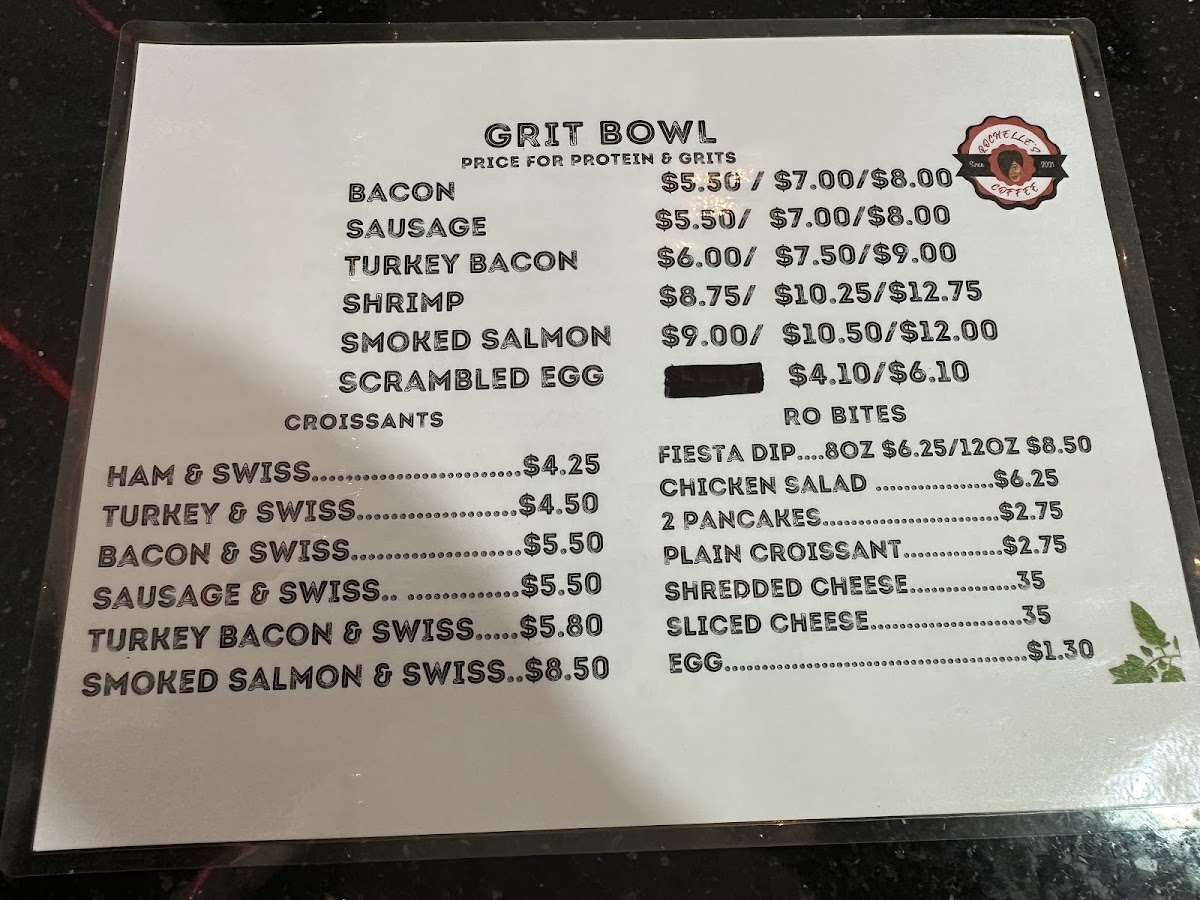 GRIT BOWL
PRICE FOR PROTEIN & GRITS
ROCHELLE'S
Since 2021
COFFEE
BACON $5.50 / $7.00/$8.00
SAUSAGE $5.50/ $7.00/$8.00
TURKEY BACON $6.00/ $7.50/$9.00
SHRIMP $8.75/ $10.25/$12.75
SMOKED SALMON $9.00/ $10.50/$12.00
SCRAMBLED EGG $4.10/$6.10
CROISSANTS
HAM & SWISS.........................$4.25
TURKEY & SWISS...................$4.50
BACON & SWISS....................$5.50
SAUSAGE & SWISS.. .............$5.50
TURKEY BACON & SWISS.....$5.80
SMOKED SALMON & SWISS..$8.50
RO BITES
FIESTA DIP....8OZ $6.25/12OZ $8.50
CHICKEN SALAD .................$6.25
2 PANCAKES.........................$2.75
PLAIN CROISSANT..............$2.75
SHREDDED CHEESE...............35
SLICED CHEESE......................35
EGG...........................................$1.30